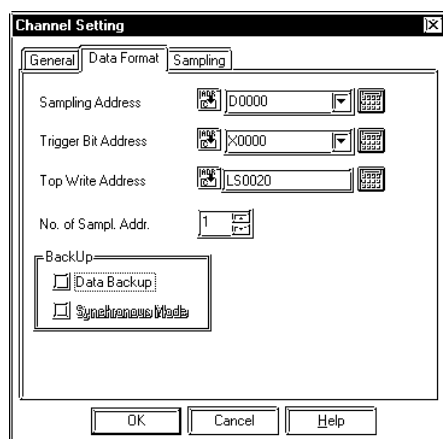 Channel Setting
General Data Format Sampling
Sampling Address D0000
Trigger Bit Address X0000
Top Write Address LS0020
No. of Sampl. Addr. 1
BackUp
Data Backup
Synchronous Mode
OK Cancel Help